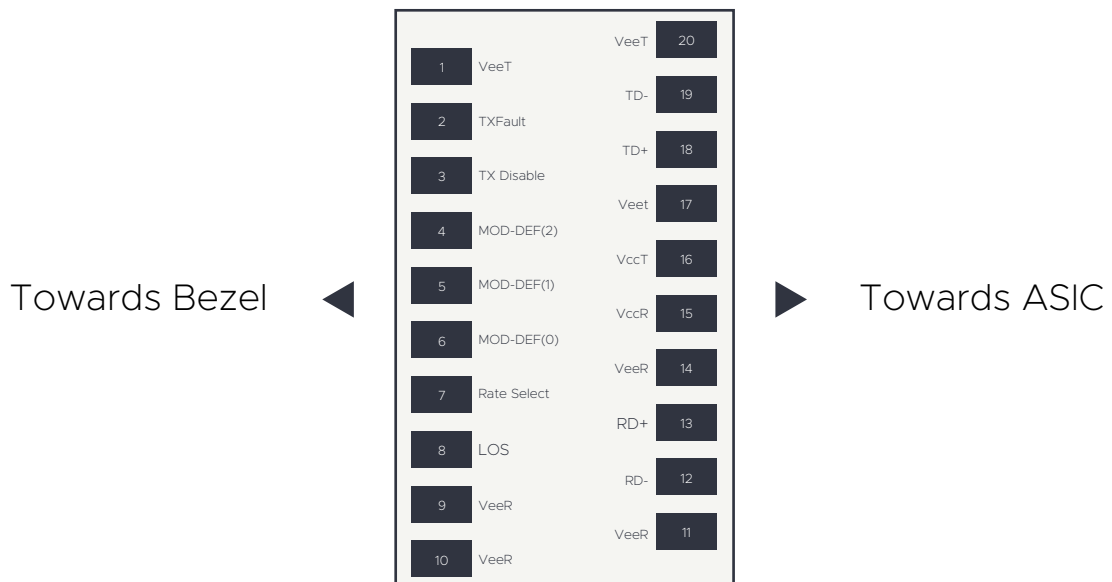 VeeT 20
1 VeeT
TD- 19
2 TXFault
TD+ 18
3 TX Disable
Veet 17
4 MOD-DEF(2)
VccT 16
5 MOD-DEF(1)
Towards Bezel
Towards ASIC
VccR 15
6 MOD-DEF(0)
VeeR 14
7 Rate Select
RD+ 13
8 LOS
RD- 12
9 VeeR
VeeR 11
10 VeeR